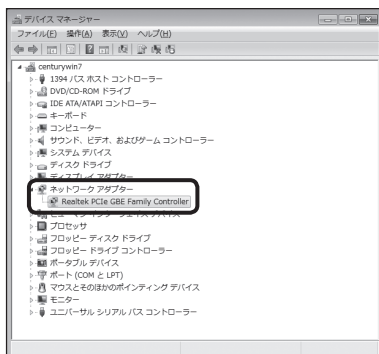 デバイス マネージャー
ファイル(F) 操作(A) 表示(V) ヘルプ(H)
centurywin7
1394 バス ホスト コントローラー
DVD/CD-ROM ドライブ
IDE ATA/ATAPI コントローラー
キーボード
コンピューター
サウンド、ビデオ、およびゲーム コントローラー
システム デバイス
ディスク ドライブ
ディスプレイ アダプター
ネットワーク アダプター
Realtek PCIe GBE Family Controller
ヒューマン インターフェイス デバイス
プロセッサ
フロッピー ディスク ドライブ
フロッピー ドライブ コントローラー
ポータブル デバイス
ポート (COM と LPT)
マウスとそのほかのポインティング デバイス
モニター
ユニバーサル シリアル バス コントローラー